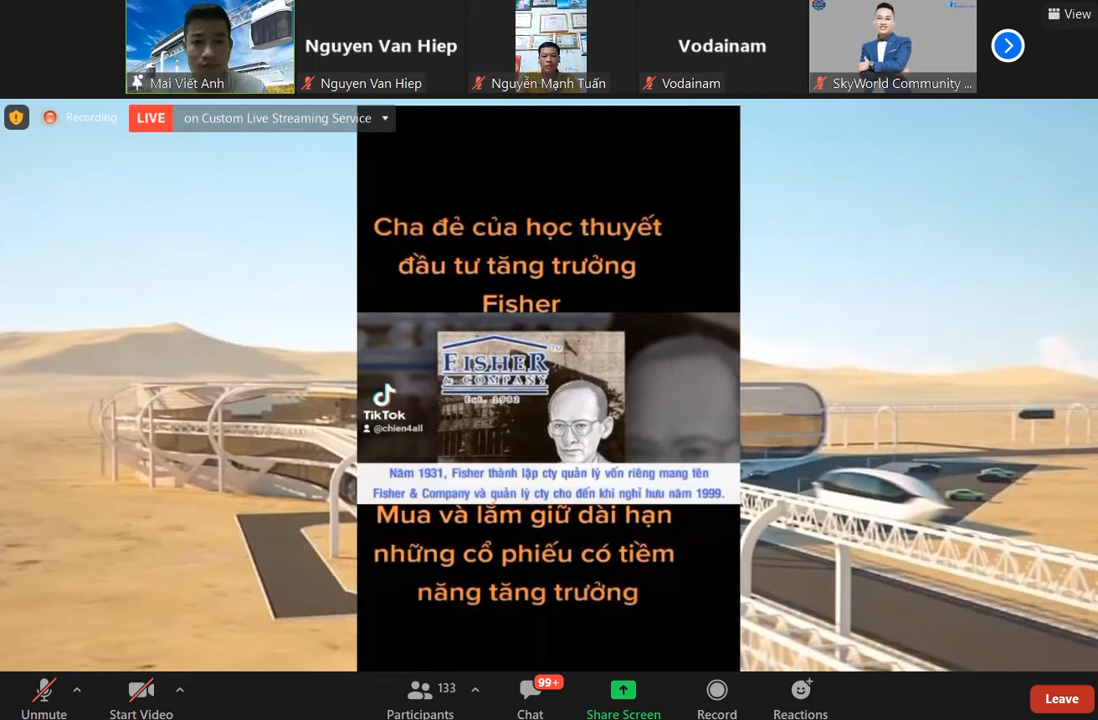 View
Nguyen Van Hiep
Vodainam
Mai Viết Anh
Nguyen Van Hiep
Nguyễn Mạnh Tuấn
Vodainam
SkyWorld Community ...
Recording
LIVE
on Custom Live Streaming Service
Cha đẻ của học thuyết
đầu tư tăng trưởng
Fisher
FISHER
& COMPANY
TM
Est. 1982
TikTok
@chien4all
Năm 1931, Fisher thành lập cty quản lý vốn riêng mang tên
Fisher & Company và quản lý cty cho đến khi nghỉ hưu năm 1999.
Mua và lắm giữ dài hạn
những cổ phiếu có tiềm
năng tăng trưởng
133
99+
Unmute
Start Video
Participants
Chat
Share Screen
Record
Reactions
Leave